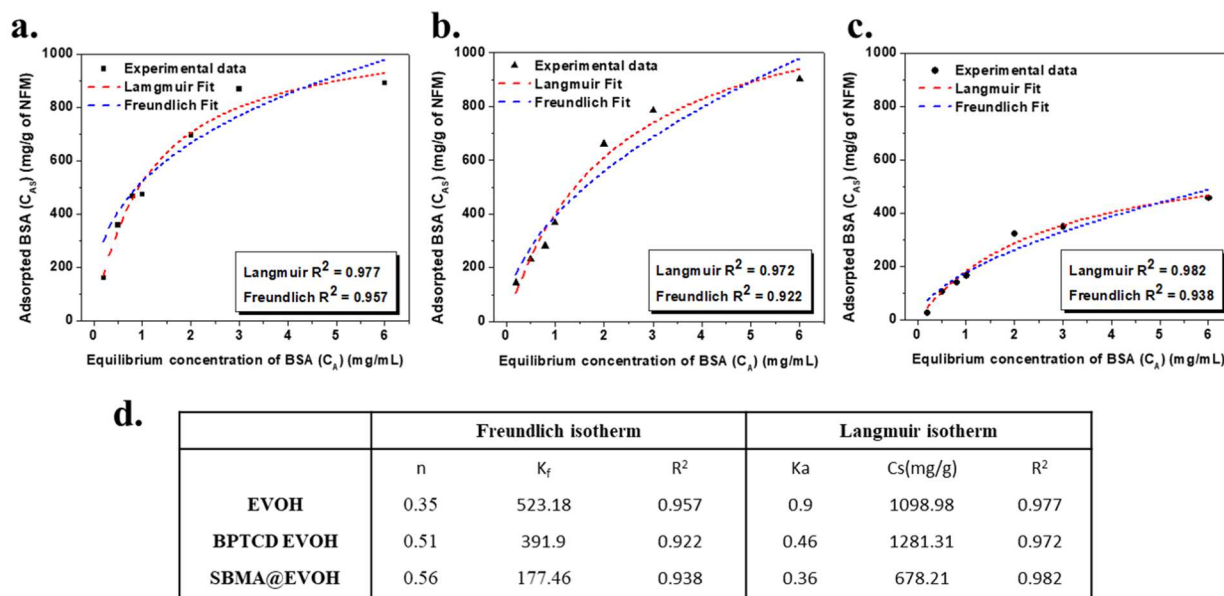 a.
1000
800
600
400
200
0
Adsorpted BSA (C_AS) (mg/g of NFM)
Experimental data
Lamgmuir Fit
Freundlich Fit
Langmuir R² = 0.977
Freundlich R² = 0.957
0 1 2 3 4 5 6
Equilibrium concentration of BSA (C_A) (mg/mL)
b.
1000
800
600
400
200
0
Adsorpted BSA (C_AS) (mg/g of NFM)
Experimental data
Langmuir Fit
Freundlich Fit
Langmuir R² = 0.972
Freundlich R² = 0.922
0 1 2 3 4 5 6
Equilibrium concentration of BSA (C_A) (mg/mL)
c.
1000
800
600
400
200
0
Adsorpted BSA (C_AS) (mg/g of NFM)
Experimental data
Langmuir Fit
Freundlich Fit
Langmuir R² = 0.982
Freundlich R² = 0.938
0 1 2 3 4 5 6
Equilibrium concentration of BSA (C_A) (mg/mL)
d.
Freundlich isotherm Langmuir isotherm
n K_f R² Ka Cs(mg/g) R²
EVOH 0.35 523.18 0.957 0.9 1098.98 0.977
BPTCD EVOH 0.51 391.9 0.922 0.46 1281.31 0.972
SBMA@EVOH 0.56 177.46 0.938 0.36 678.21 0.982